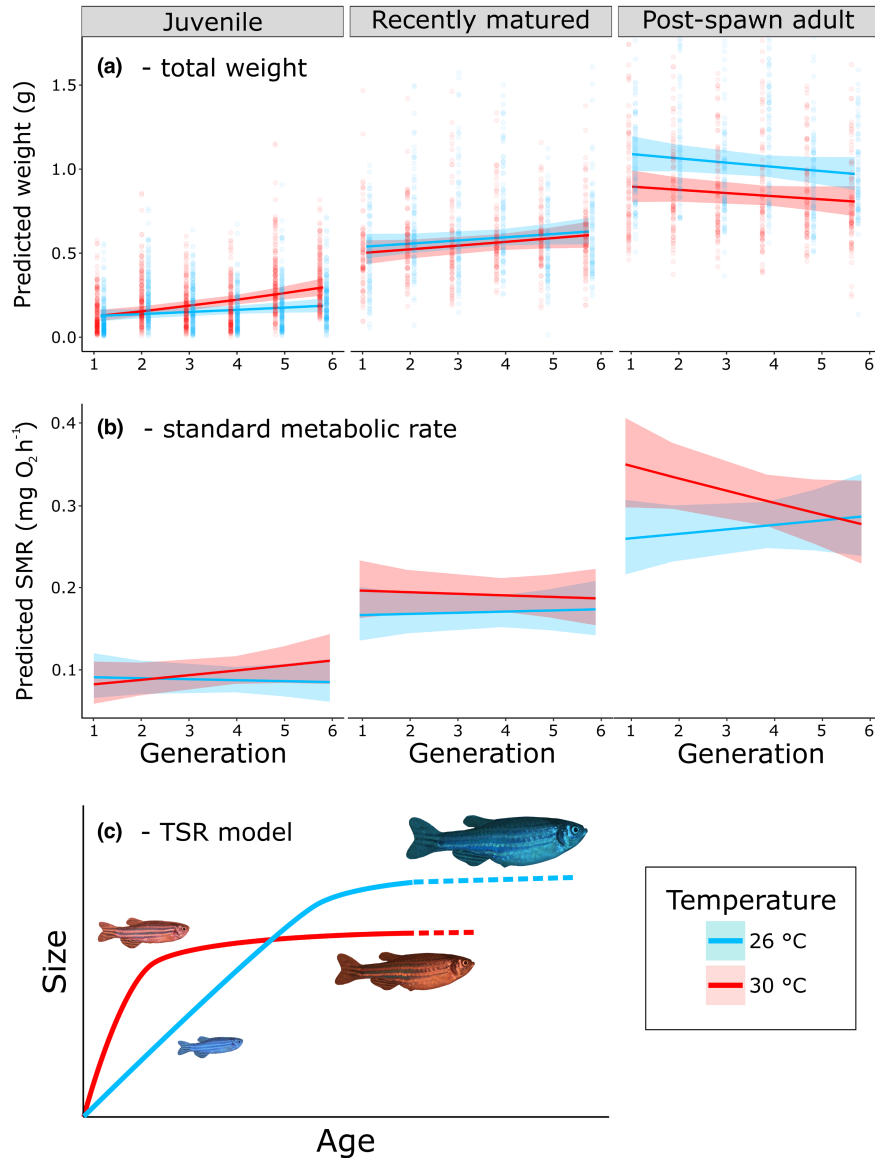 Juvenile Recently matured Post-spawn adult
(a) - total weight
Predicted weight (g)
1.5
1.0
0.5
0.0
1 2 3 4 5 6 1 2 3 4 5 6 1 2 3 4 5 6
(b) - standard metabolic rate
Predicted SMR (mg O₂ h⁻¹)
0.4
0.3
0.2
0.1
1 2 3 4 5 6 1 2 3 4 5 6 1 2 3 4 5 6
Generation Generation
(c) - TSR model
Size
Age
Temperature
26 °C
30 °C